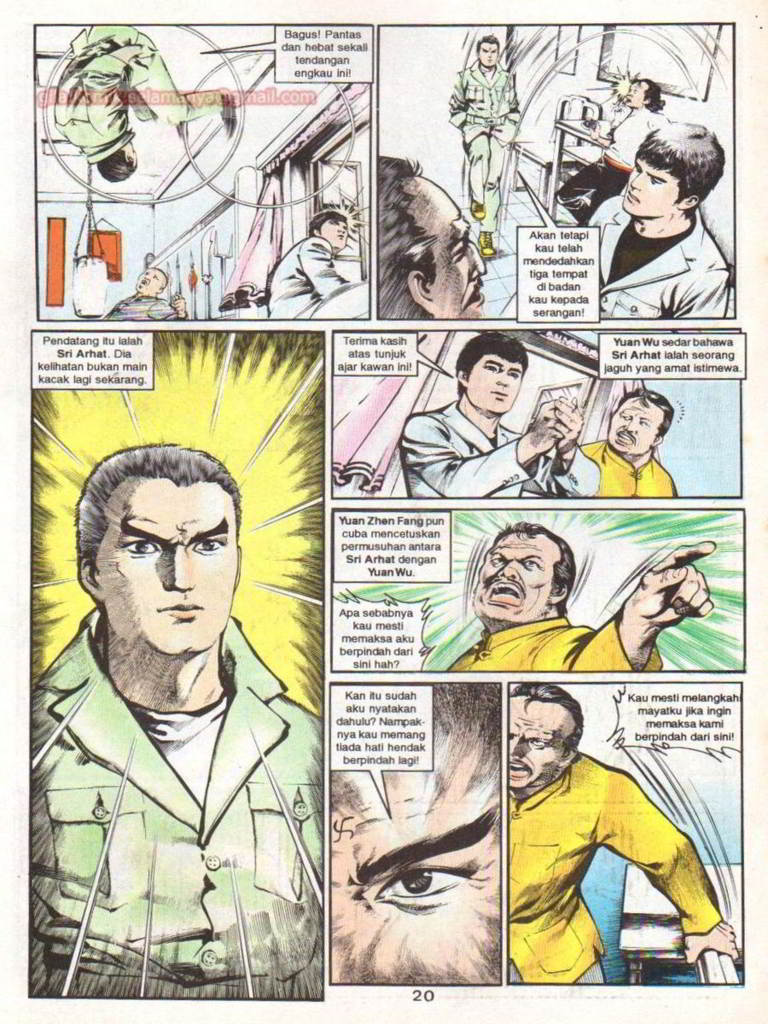 Bagus! Pantas
dan hebat sekali
tendangan
engkau ini!
Akan tetapi
kau telah
mendedahkan
tiga tempat
di badan
kau kepada
serangan!
Pendatang itu ialah
Sri Arhat. Dia
kelihatan bukan main
kacak lagi sekarang.
Terima kasih
atas tunjuk
ajar kawan ini!
Yuan Wu sedar bahawa
Sri Arhat ialah seorang
jaguh yang amat istimewa.
Yuan Zhen Fang pun
cuba mencetuskan
permusuhan antara
Sri Arhat dengan
Yuan Wu.
Apa sebabnya
kau mesti
memaksa aku
berpindah dari
sini hah?
Kan itu sudah
aku nyatakan
dahulu? Nampak-
nya kau memang
tiada hati hendak
berpindah lagi!
Kau mesti melangkahi
mayatku jika ingin
memaksa kami
berpindah dari sini!
20